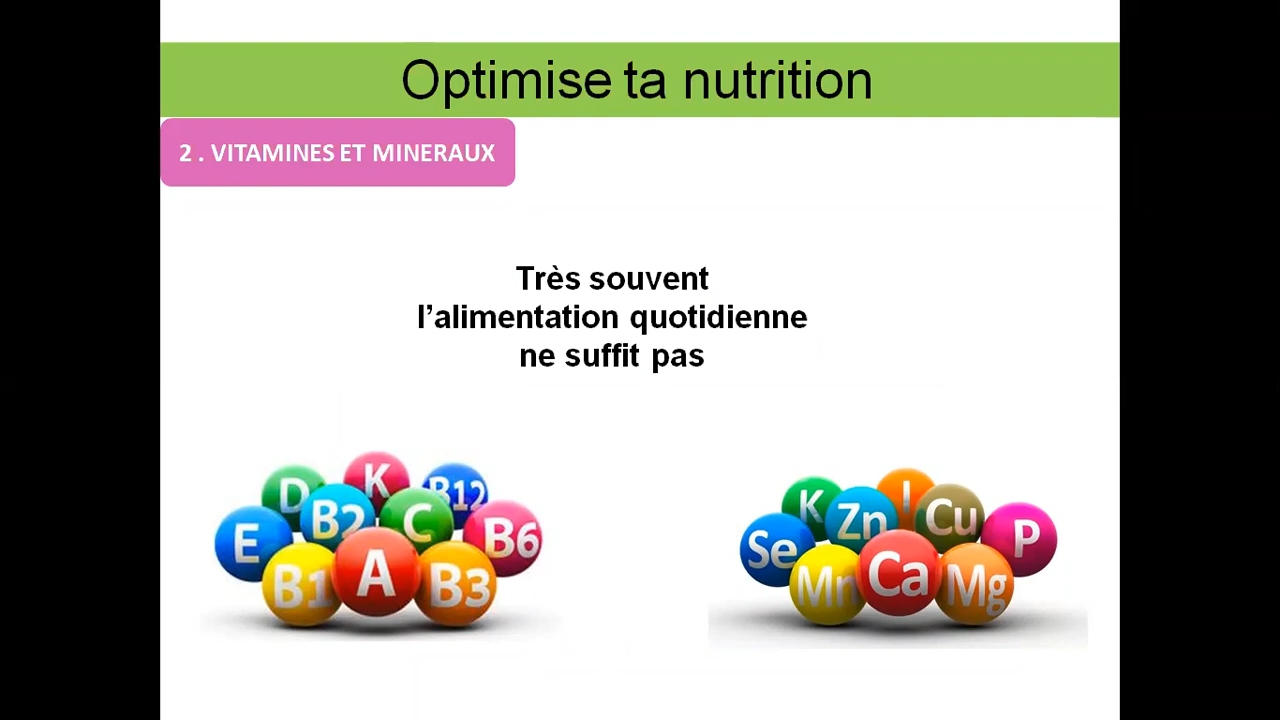 Optimise ta nutrition
2 . VITAMINES ET MINERAUX
Très souvent
l’alimentation quotidienne
ne suffit pas
D K B12
E B2 C B6
B1 A B3
K Zn I Cu
Se P
Mn Ca Mg